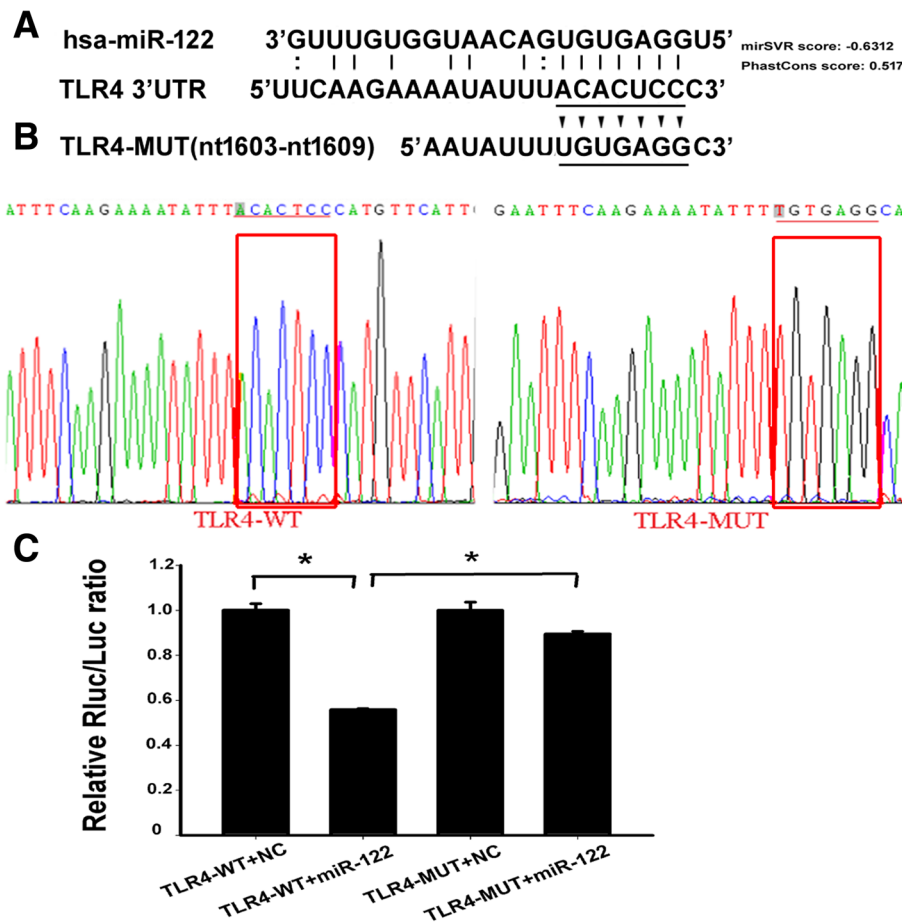 A
hsa-miR-122 3'GUUUGUGGUAACAGUGUGAGGU5' mirSVR score: -0.6312
PhastCons score: 0.517
TLR4 3'UTR 5'UUCAAGAAAAUAUUUACACUCCC3'
B
TLR4-MUT(nt1603-nt1609) 5'AAUAUUUUGUGAGGC3'
ATTTCAAGAAAATATTTACACTCCCATGTTCATT GAATTTCAAGAAAATATTTTGTGAGGCA
TLR4-WT TLR4-MUT
C
Relative Rluc/Luc ratio
1.2
1.0
0.8
0.6
0.4
0.2
0
* *
TLR4-WT+NC
TLR4-WT+miR-122
TLR4-MUT+NC
TLR4-MUT+miR-122